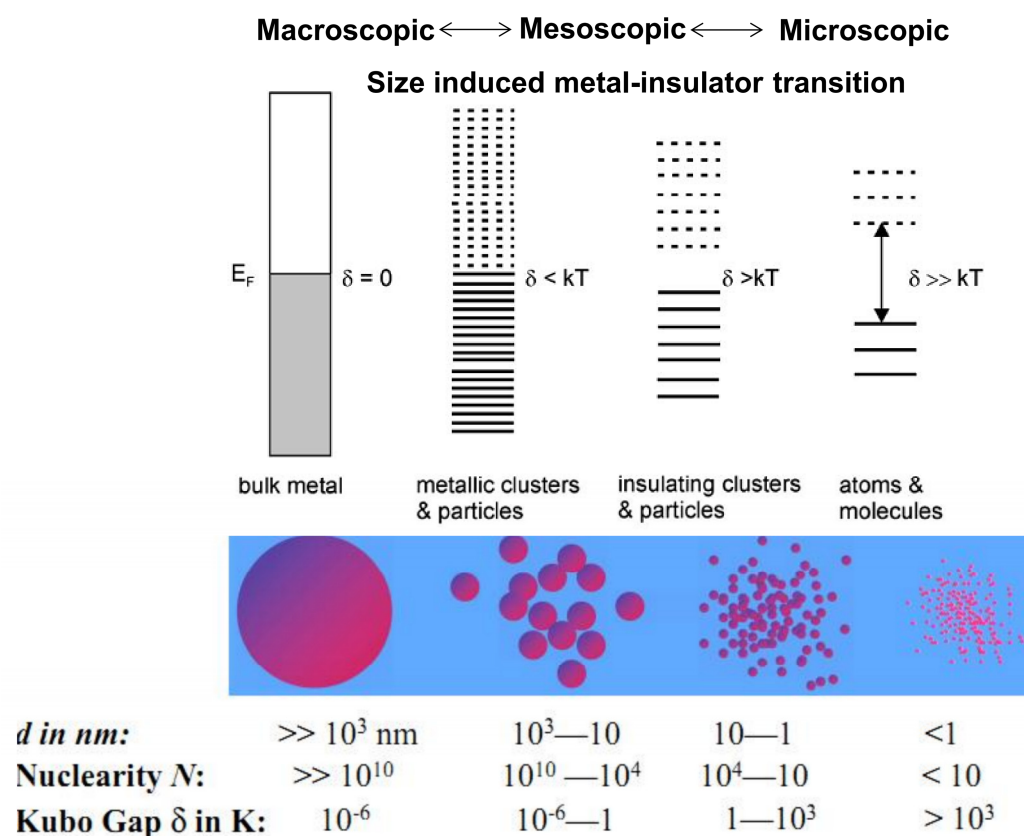 Macroscopic ⟷ Mesoscopic ⟷ Microscopic
Size induced metal-insulator transition
E_F δ = 0 δ < kT δ >kT δ >> kT
bulk metal metallic clusters & particles insulating clusters & particles atoms & molecules
d in nm: >> 10³ nm 10³—10 10—1 <1
Nuclearity N: >> 10¹⁰ 10¹⁰ —10⁴ 10⁴—10 < 10
Kubo Gap δ in K: 10⁻⁶ 10⁻⁶—1 1—10³ > 10³